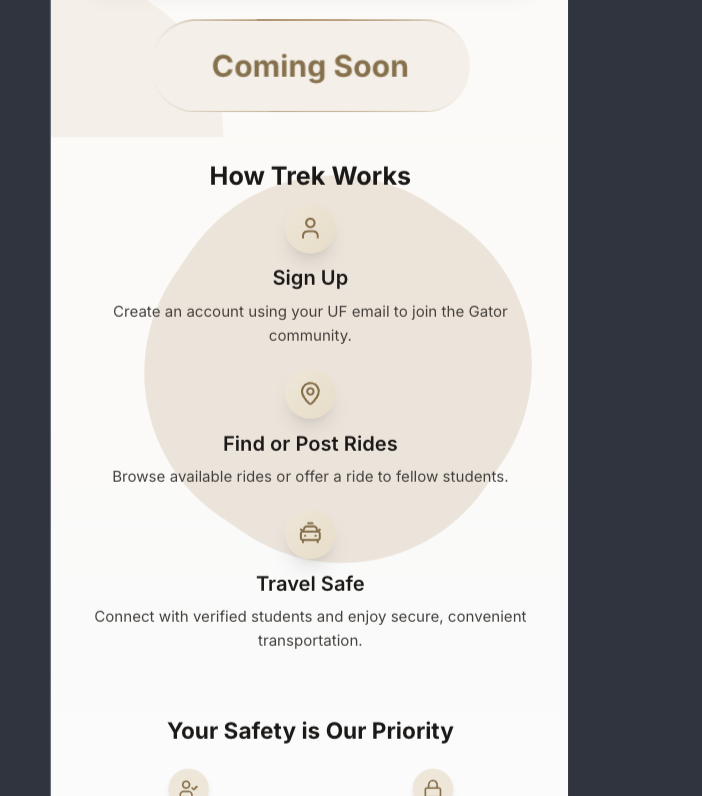 Coming Soon
How Trek Works
Sign Up
Create an account using your UF email to join the Gator
community.
Find or Post Rides
Browse available rides or offer a ride to fellow students.
Travel Safe
Connect with verified students and enjoy secure, convenient
transportation.
Your Safety is Our Priority